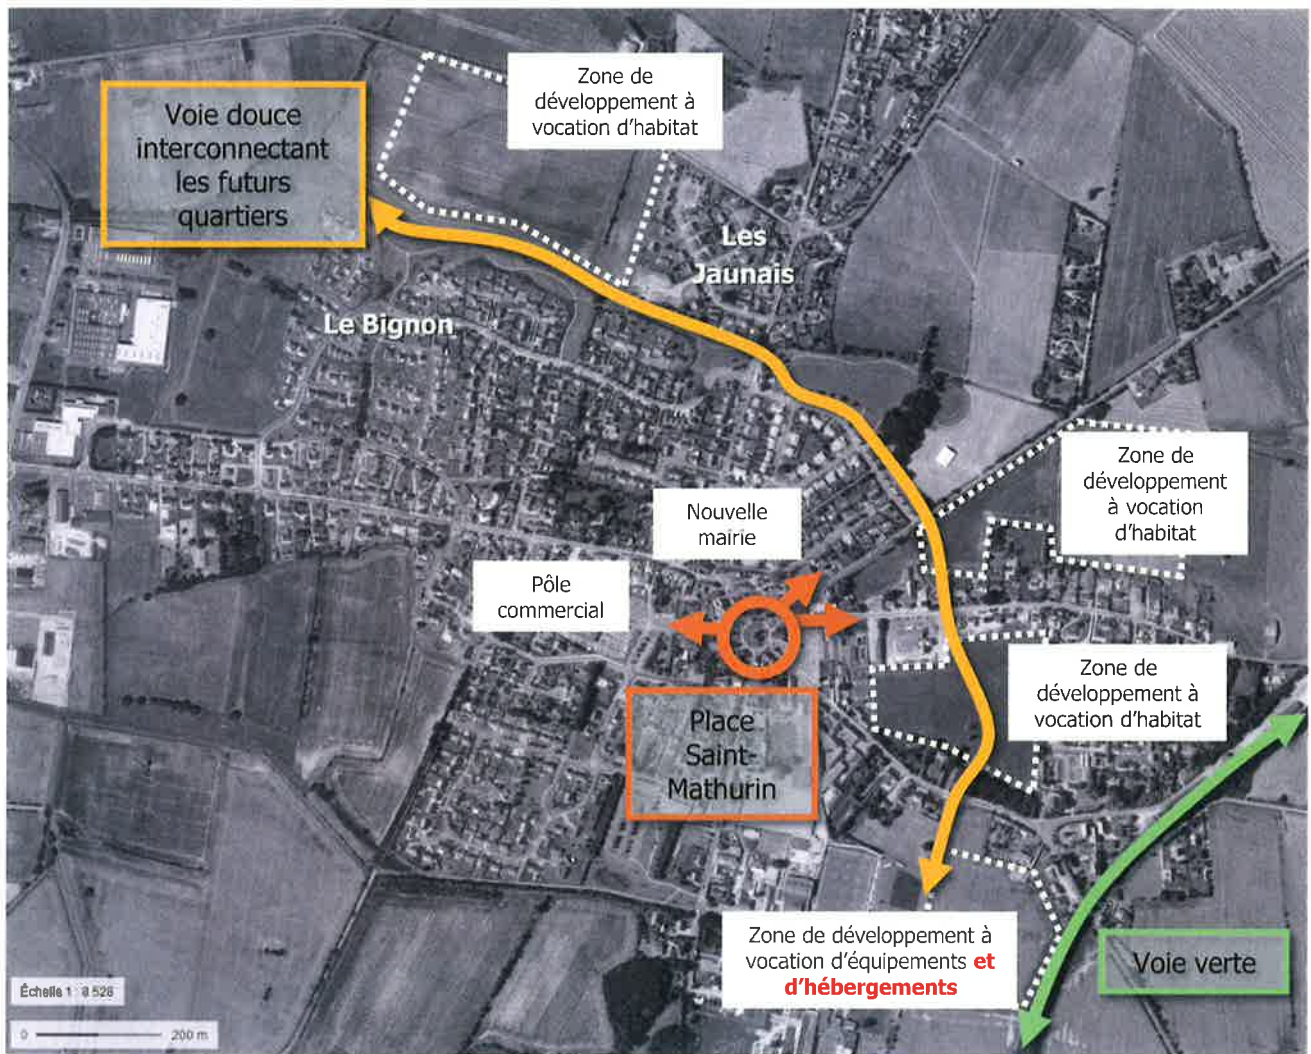 Zone de
développement à
vocation d'habitat
Voie douce
interconnectant
les futurs
quartiers
Les
Jaunais
Le Bignon
Zone de
développement
à vocation
d'habitat
Nouvelle
mairie
Pôle
commercial
Zone de
développement à
vocation d'habitat
Place
Saint-
Mathurin
Zone de développement à
vocation d'équipements et
d'hébergements
Voie verte
Échelle 1 : 8 528
0 200 m